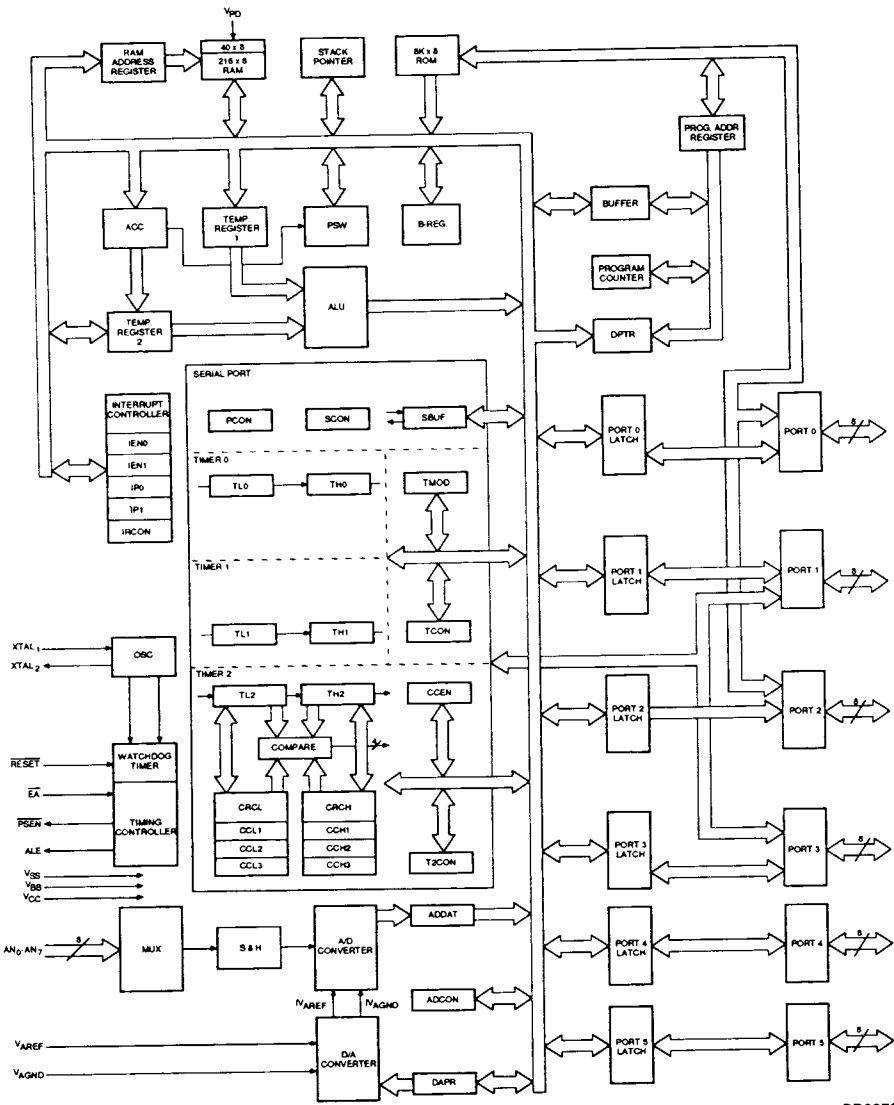 VPD
RAM
ADDRESS
REGISTER
40 x 8
216 x 8
RAM
STACK
POINTER
8K x 8
ROM
PROG. ADDR
REGISTER
ACC
TEMP
REGISTER
1
PSW
B-REG.
BUFFER
PROGRAM
COUNTER
DPTR
TEMP
REGISTER
2
ALU
SERIAL PORT
PCON
SCON
SBUF
INTERRUPT
CONTROLLER
IEN0
IEN1
IP0
IP1
IRCON
TIMER 0
TL0
TH0
TMOD
TIMER 1
TL1
TH1
TCON
TIMER 2
TL2
TH2
CCEN
COMPARE
4
CRCL
CCL1
CCL2
CCL3
CRCH
CCH1
CCH2
CCH3
T2CON
PORT 0
LATCH
PORT 0
8
PORT 1
LATCH
PORT 1
8
PORT 2
LATCH
PORT 2
8
PORT 3
LATCH
PORT 3
8
PORT 4
LATCH
PORT 4
8
PORT 5
LATCH
PORT 5
8
XTAL1
XTAL2
OSC
RESET
EA
PSEN
ALE
WATCHDOG
TIMER
TIMING
CONTROLLER
VSS
VBB
VCC
AN0-AN7
8
MUX
S & H
A/D
CONVERTER
ADDAT
IVAREF
IVAGND
ADCON
VAREF
VAGND
D/A
CONVERTER
DAPR